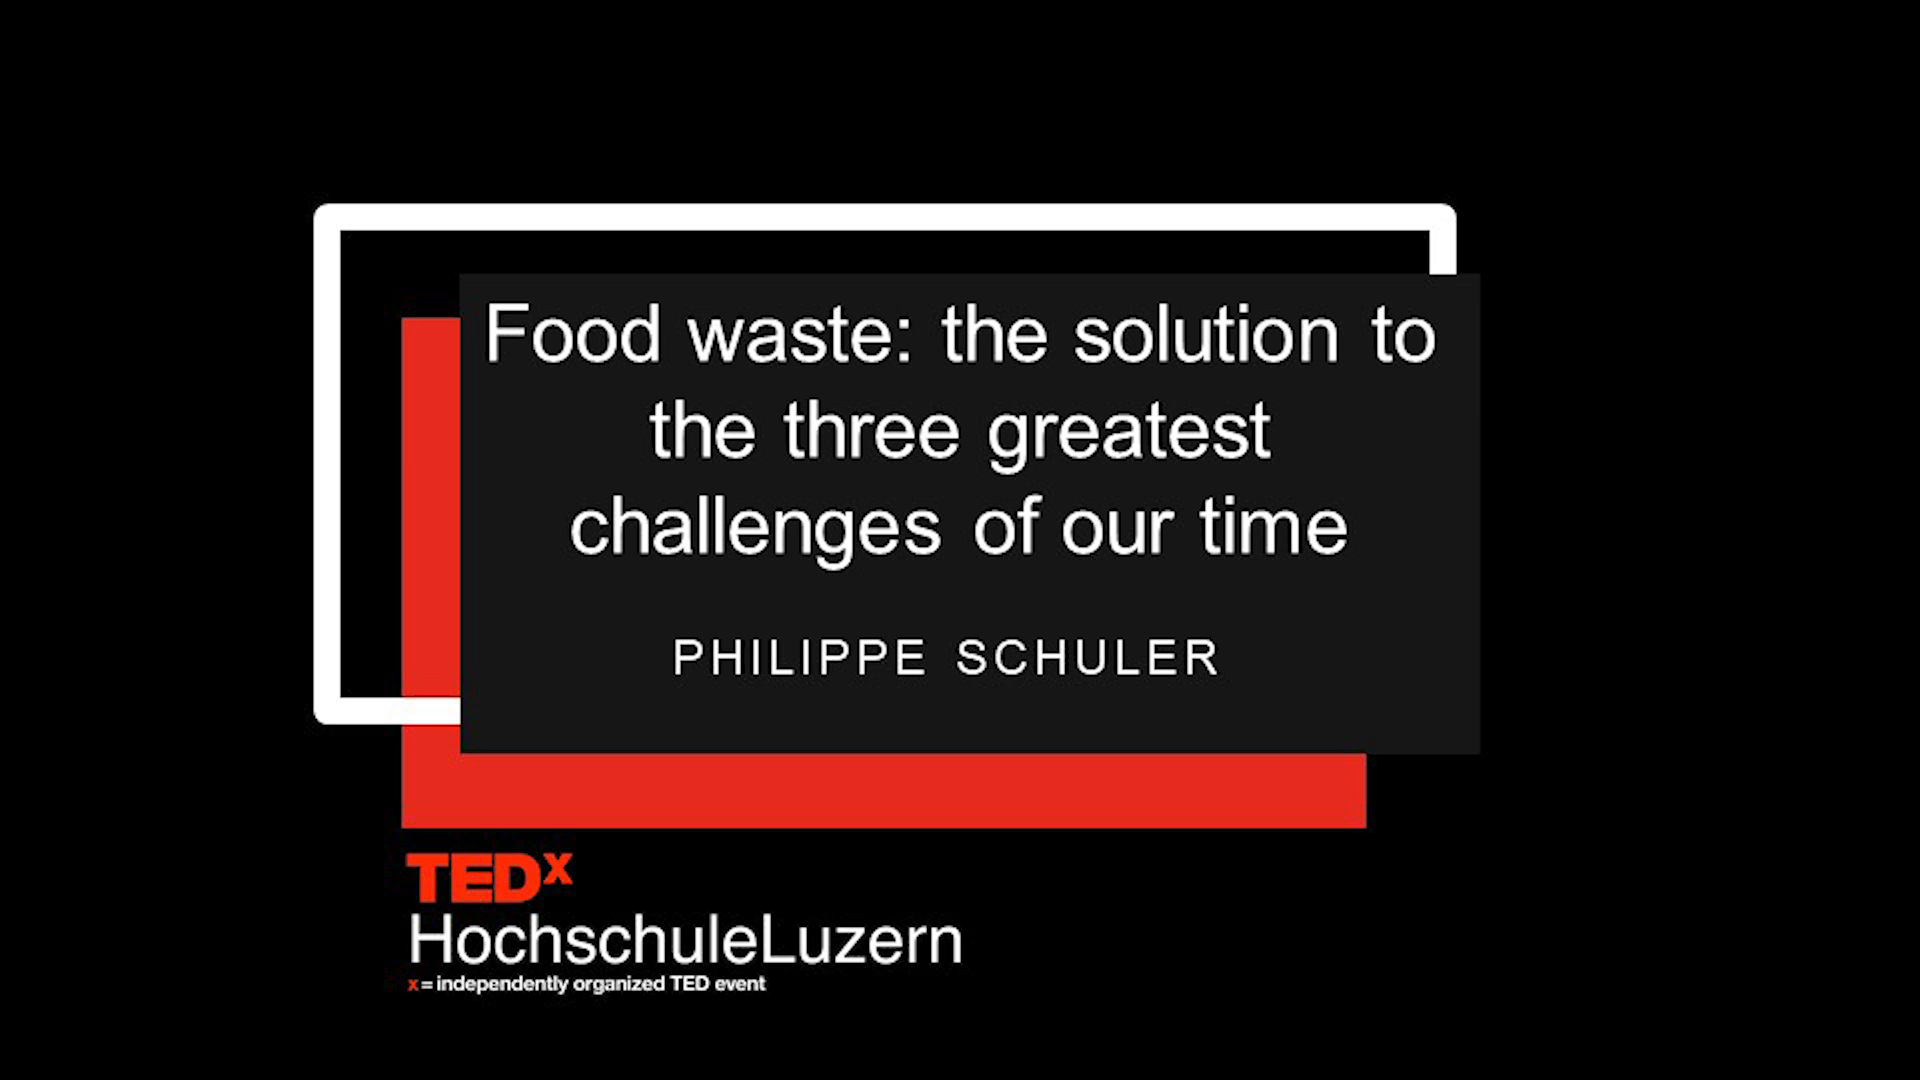 Food waste: the solution to
the three greatest
challenges of our time
PHILIPPE SCHULER
TEDx
HochschuleLuzern
x = independently organized TED event